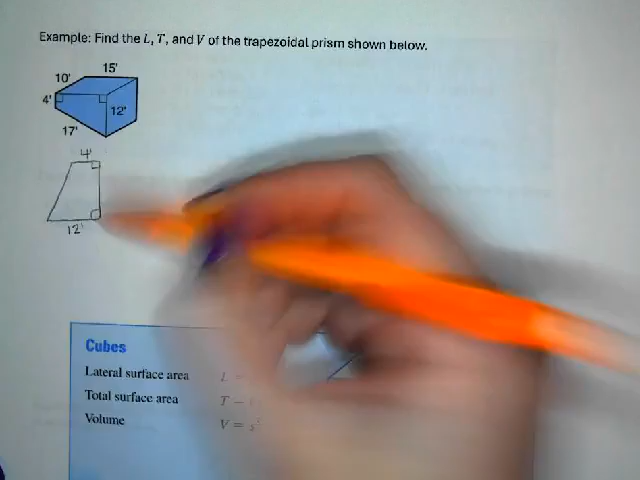 Example: Find the L, T, and V of the trapezoidal prism shown below.
15'
10'
4'
12'
17'
4'
12'
Cubes
Lateral surface area L =
Total surface area T =
Volume V = s³